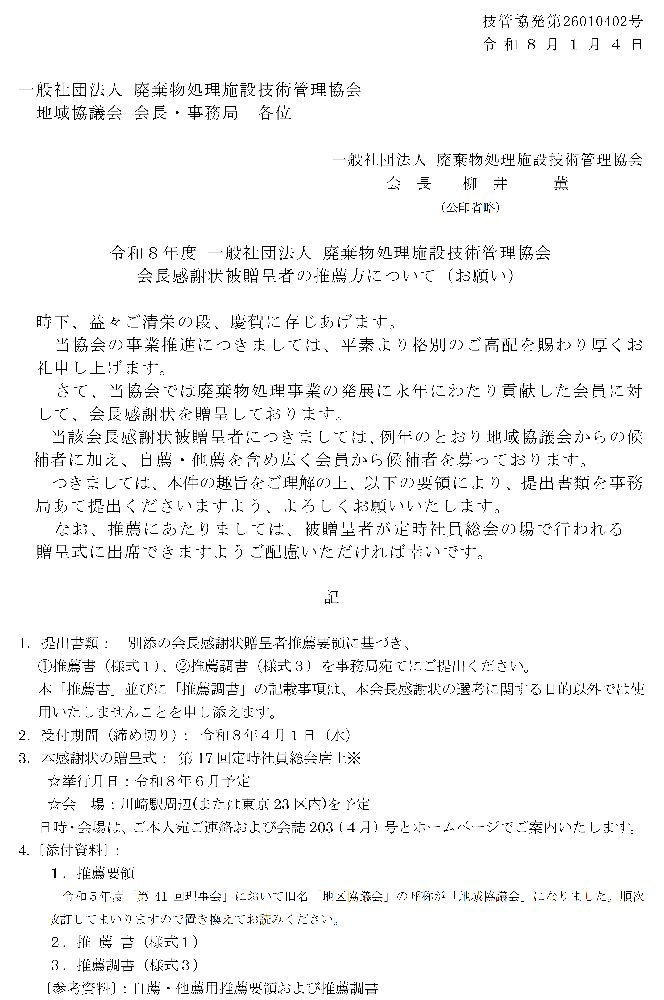 技管協発第26010402号
令和８月１月４日
一般社団法人 廃棄物処理施設技術管理協会
地域協議会 会長・事務局　各位
一般社団法人 廃棄物処理施設技術管理協会
会　長　　柳　井　　　薫
（公印省略）
令和８年度 一般社団法人 廃棄物処理施設技術管理協会
会長感謝状被贈呈者の推薦方について（お願い）
時下、益々ご清栄の段、慶賀に存じあげます。
当協会の事業推進につきましては、平素より格別のご高配を賜わり厚くお
礼申し上げます。
さて、当協会では廃棄物処理事業の発展に永年にわたり貢献した会員に対
して、会長感謝状を贈呈しております。
当該会長感謝状被贈呈者につきましては、例年のとおり地域協議会からの候
補者に加え、自薦・他薦を含め広く会員から候補者を募っております。
つきましては、本件の趣旨をご理解の上、以下の要領により、提出書類を事務
局あて提出くださいますよう、よろしくお願いいたします。
なお、推薦にあたりましては、被贈呈者が定時社員総会の場で行われる
贈呈式に出席できますようご配慮いただければ幸いです。
記
1. 提出書類：　別添の会長感謝状贈呈者推薦要領に基づき、
①推薦書（様式１）、②推薦調書（様式３）を事務局宛てにご提出ください。
本「推薦書」並びに「推薦調書」の記載事項は、本会長感謝状の選考に関する目的以外では使
用いたしませんことを申し添えます。
2. 受付期間（締め切り）： 令和８年４月１日（水）
3. 本感謝状の贈呈式： 第 17 回定時社員総会席上※
☆挙行月日：令和８年６月予定
☆会　場：川崎駅周辺(または東京 23 区内)を予定
日時・会場は、ご本人宛ご連絡および会誌 203（４月）号とホームページでご案内いたします。
4.〔添付資料〕：
１．推薦要領
令和５年度「第 41 回理事会」において旧名「地区協議会」の呼称が「地域協議会」になりました。順次
改訂してまいりますので置き換えてお読みください。
２．推 薦 書（様式１）
３．推薦調書（様式３）
〔参考資料〕：自薦・他薦用推薦要領および推薦調書